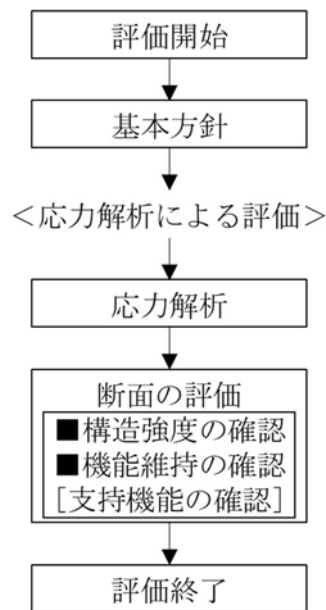 評価開始
基本方針
＜応力解析による評価＞
応力解析
断面の評価
■構造強度の確認
■機能維持の確認
[支持機能の確認]
評価終了